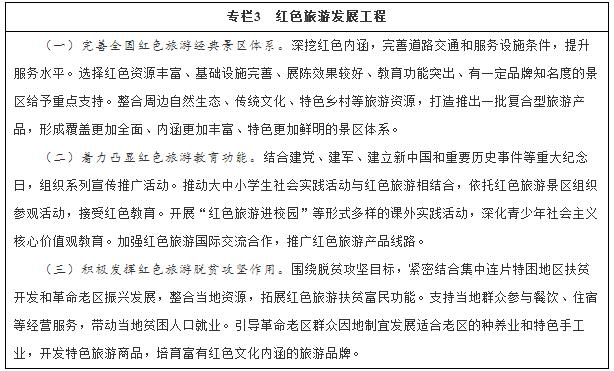 专栏3 红色旅游发展工程
（一）完善全国红色旅游经典景区体系。深挖红色内涵，完善道路交通和服务设施条件，提升
服务水平。选择红色资源丰富、基础设施完善、展陈效果较好、教育功能突出、有一定品牌知名度的景
区给予重点支持。整合周边自然生态、传统文化、特色乡村等旅游资源，打造推出一批复合型旅游产
品，形成覆盖更加全面、内涵更加丰富、特色更加鲜明的景区体系。
（二）着力凸显红色旅游教育功能。结合建党、建军、建立新中国和重要历史事件等重大纪念
日，组织系列宣传推广活动。推动大中小学生社会实践活动与红色旅游相结合，依托红色旅游景区组织
参观活动，接受红色教育。开展“红色旅游进校园”等形式多样的课外实践活动，深化青少年社会主义
核心价值观教育。加强红色旅游国际交流合作，推广红色旅游产品线路。
（三）积极发挥红色旅游脱贫攻坚作用。围绕脱贫攻坚目标，紧密结合集中连片特困地区扶贫
开发和革命老区振兴发展，整合当地资源，拓展红色旅游扶贫富民功能。支持当地群众参与餐饮、住宿
等经营服务，带动当地贫困人口就业。引导革命老区群众因地制宜发展适合老区的种养业和特色手工
业，开发特色旅游商品，培育富有红色文化内涵的旅游品牌。